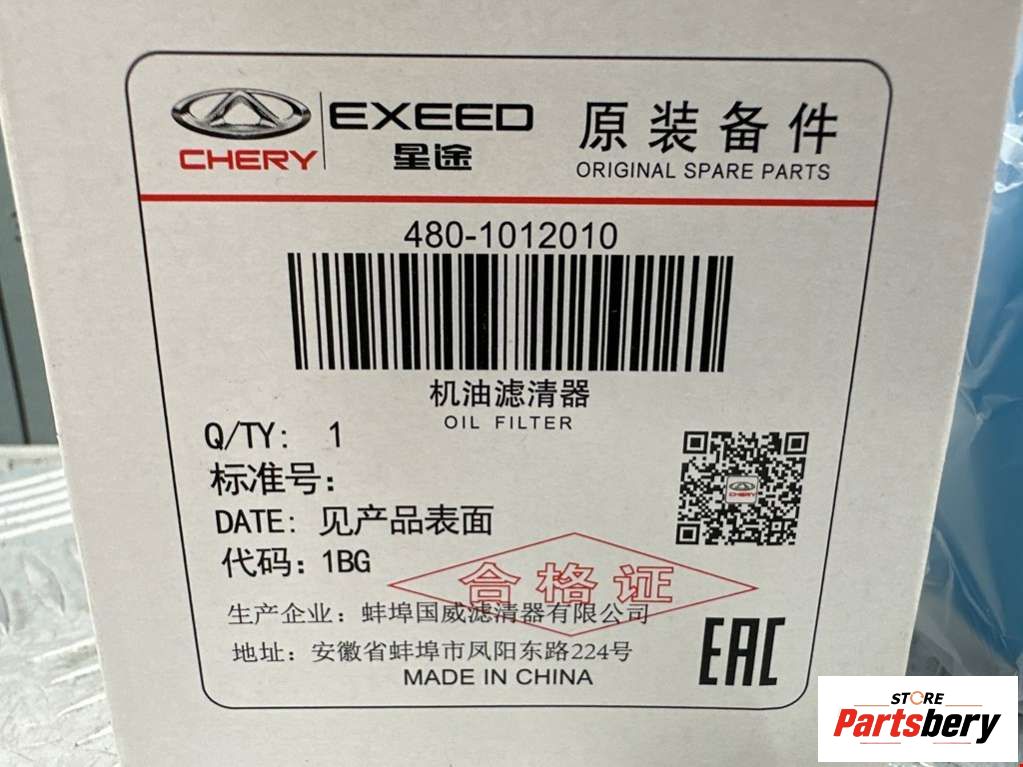 CHERY
EXEED
星途
原装备件
ORIGINAL SPARE PARTS
480-1012010
机油滤清器
OIL FILTER
Q/TY: 1
标准号:
DATE: 见产品表面
代码: 1BG
CHERY
合格证
生产企业: 蚌埠国威滤清器有限公司
地址: 安徽省蚌埠市凤阳东路224号
MADE IN CHINA
EAC
STORE
Partsbery